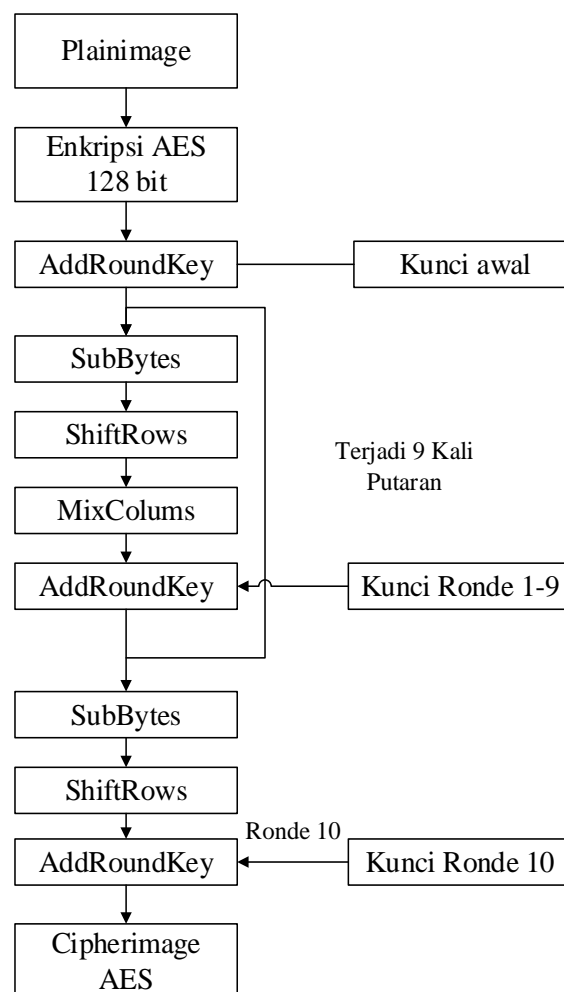 Plainimage
Enkripsi AES
128 bit
AddRoundKey
Kunci awal
SubBytes
ShiftRows
Terjadi 9 Kali
Putaran
MixColums
AddRoundKey
Kunci Ronde 1-9
SubBytes
ShiftRows
Ronde 10
AddRoundKey
Kunci Ronde 10
Cipherimage
AES